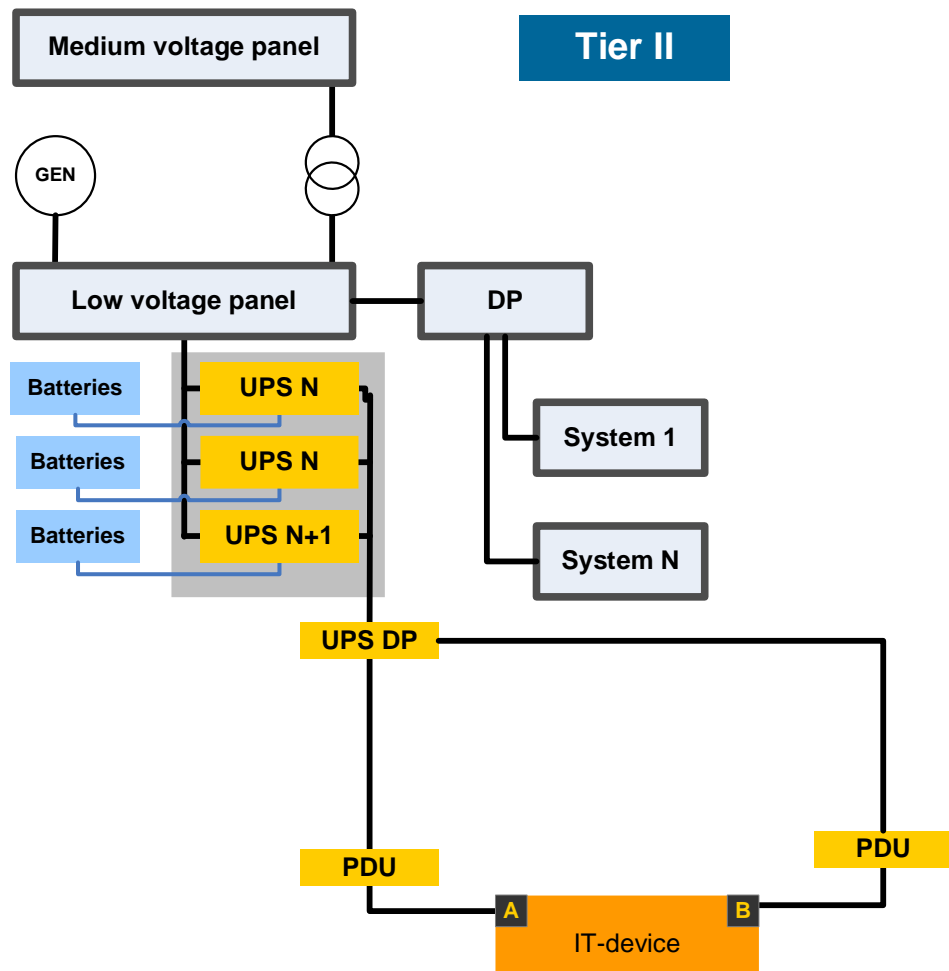 Medium voltage panel
Tier II
GEN
Low voltage panel
DP
Batteries
UPS N
System 1
Batteries
UPS N
Batteries
UPS N+1
System N
UPS DP
PDU
PDU
A
B
IT-device